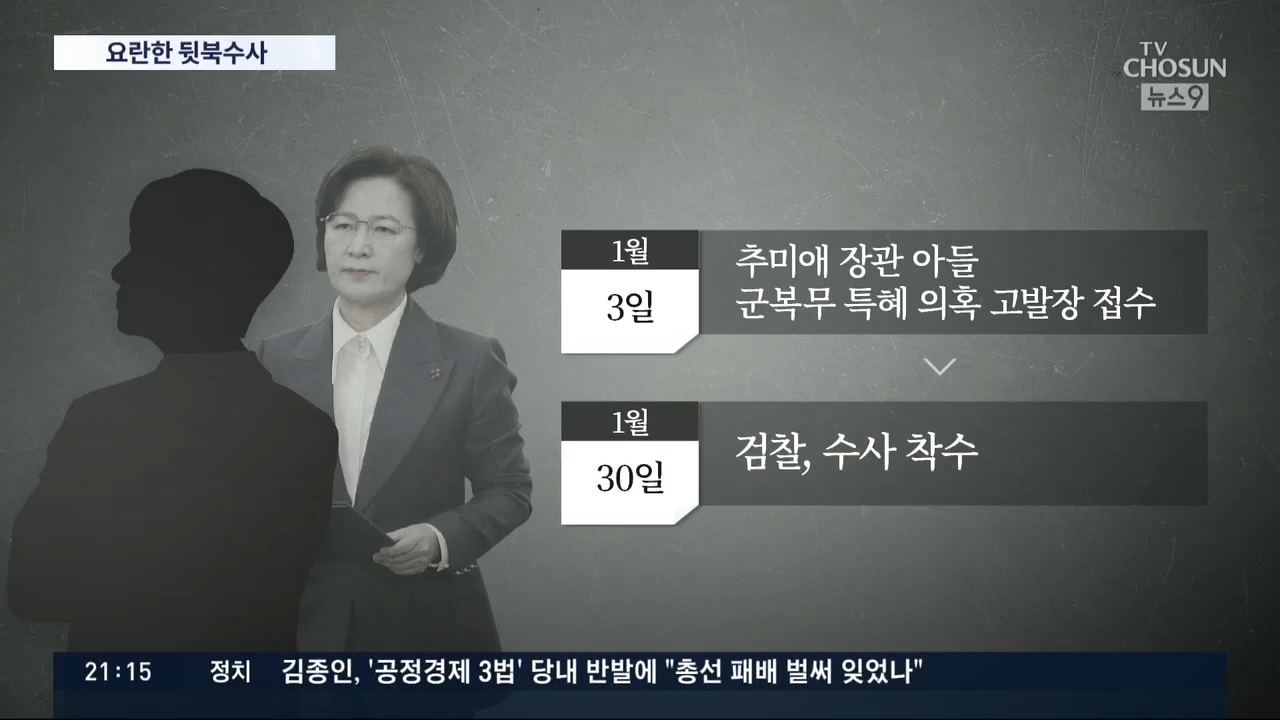 요란한 뒷북수사
TV
CHOSUN
뉴스9
1월
3일
추미애 장관 아들
군복무 특혜 의혹 고발장 접수
1월
30일
검찰, 수사 착수
21:15 정치 김종인, '공정경제 3법' 당내 반발에 "총선 패배 벌써 잊었나"